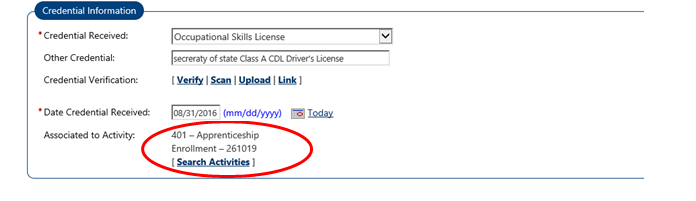 Credential Information
*Credential Received: Occupational Skills License
Other Credential: secreraty of state Class A CDL Driver's License
Credential Verification: [ Verify | Scan | Upload | Link ]
*Date Credential Received: 08/31/2016 (mm/dd/yyyy) Today
Associated to Activity: 401 – Apprenticeship
Enrollment – 261019
[ Search Activities ]